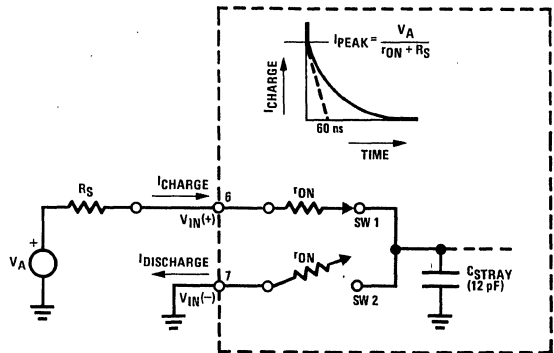 IPEAK = VA / rON + RS
ICHARGE
60 ns
TIME
RS
ICHARGE
6
rON
VIN(+)
SW 1
+
VA
IDISCHARGE
7
rON
VIN(−)
SW 2
CSTRAY
(12 pF)